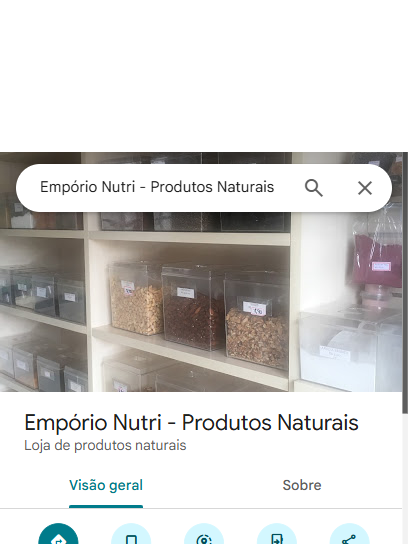 Empório Nutri - Produtos Naturais
Empório Nutri - Produtos Naturais
Loja de produtos naturais
Visão geral
Sobre